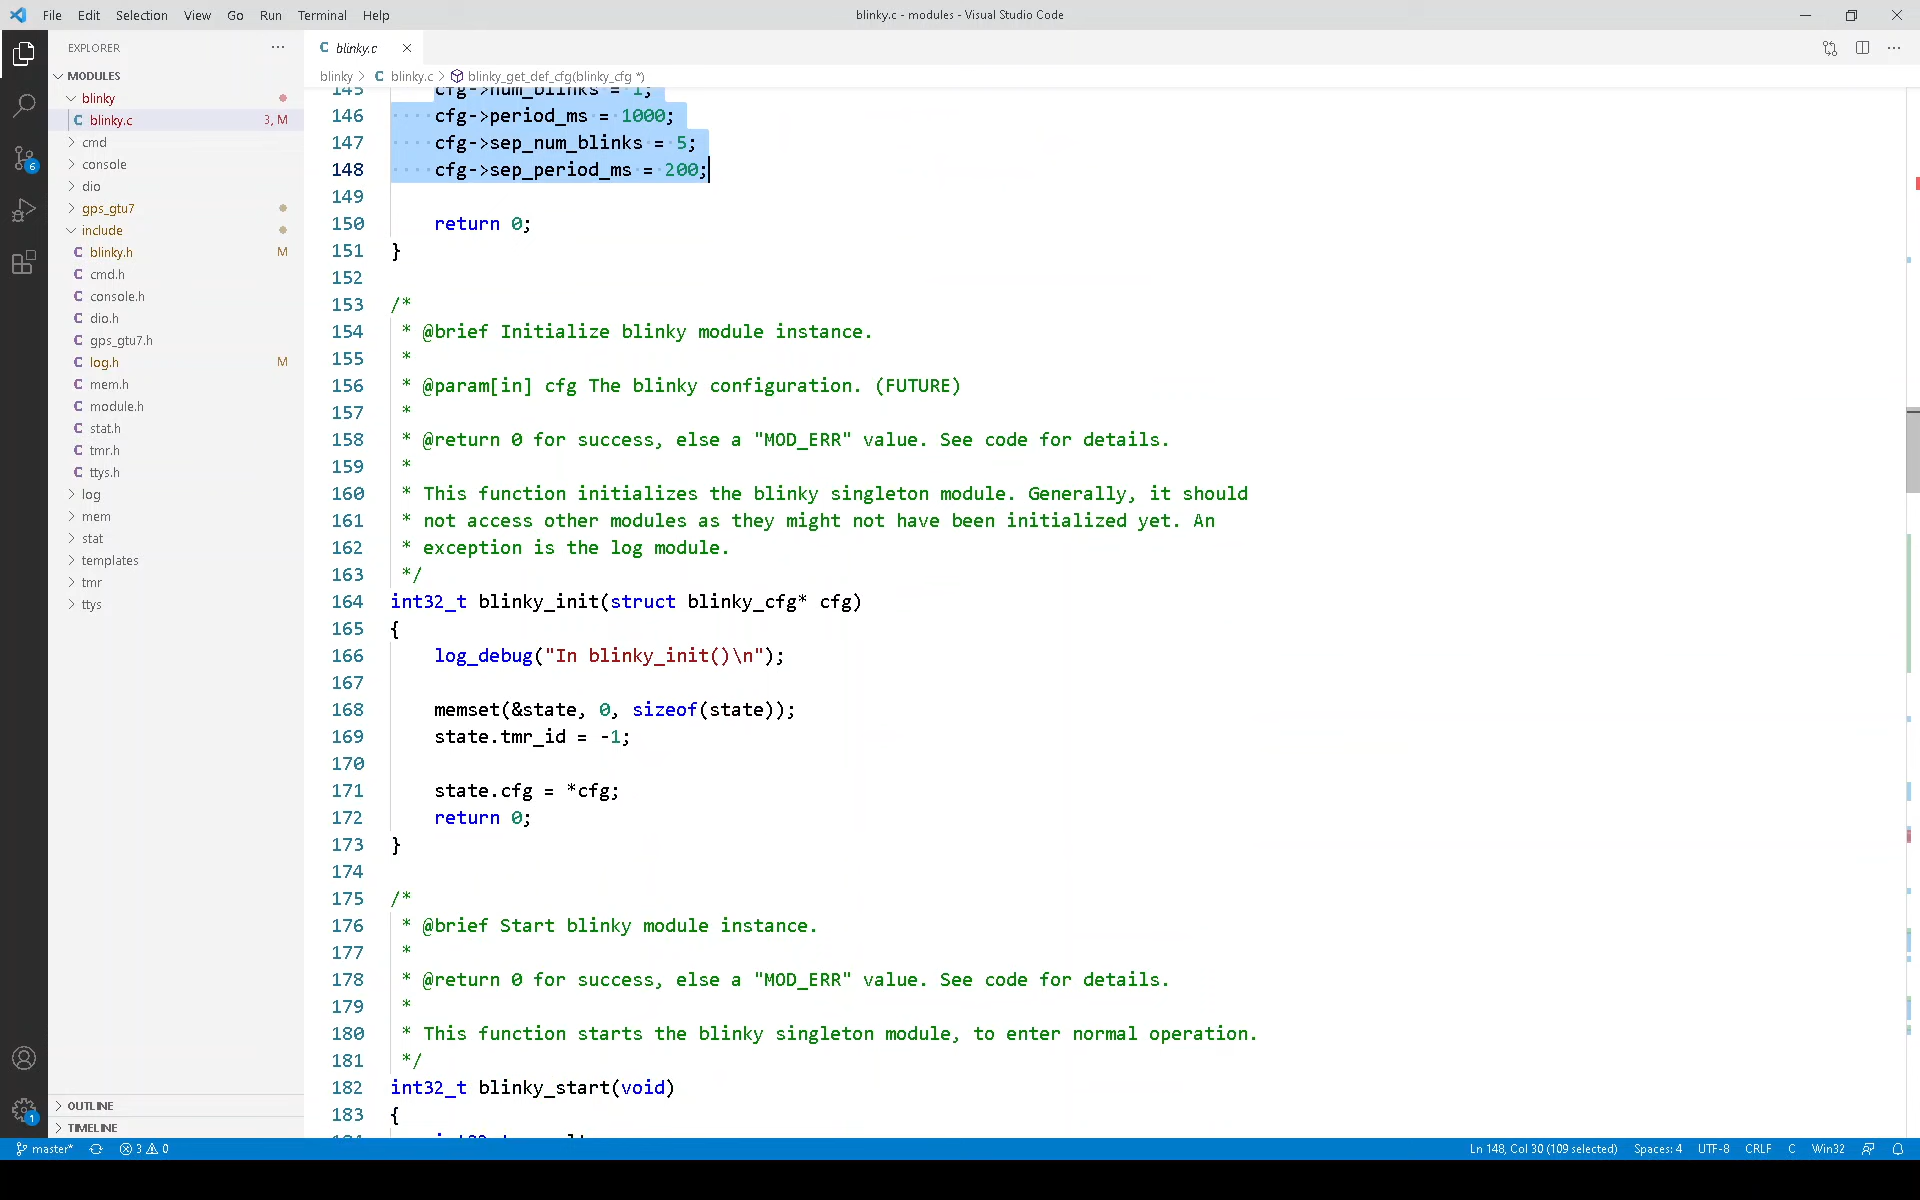 File Edit Selection View Go Run Terminal Help
blinky.c - modules - Visual Studio Code
EXPLORER
MODULES
blinky
blinky.c 3, M
cmd
console
dio
gps_gtu7
include
blinky.h M
cmd.h
console.h
dio.h
gps_gtu7.h
log.h M
mem.h
module.h
stat.h
tmr.h
ttys.h
log
mem
stat
templates
tmr
ttys
OUTLINE
TIMELINE
6
1
blinky.c
blinky > blinky.c > blinky_get_def_cfg(blinky_cfg *)
145 cfg->num_blinks = 1;
146 cfg->period_ms = 1000;
147 cfg->sep_num_blinks = 5;
148 cfg->sep_period_ms = 200;
149
150 return 0;
151 }
152
153 /*
154 * @brief Initialize blinky module instance.
155 *
156 * @param[in] cfg The blinky configuration. (FUTURE)
157 *
158 * @return 0 for success, else a "MOD_ERR" value. See code for details.
159 *
160 * This function initializes the blinky singleton module. Generally, it should
161 * not access other modules as they might not have been initialized yet. An
162 * exception is the log module.
163 */
164 int32_t blinky_init(struct blinky_cfg* cfg)
165 {
166 log_debug("In blinky_init()\n");
167
168 memset(&state, 0, sizeof(state));
169 state.tmr_id = -1;
170
171 state.cfg = *cfg;
172 return 0;
173 }
174
175 /*
176 * @brief Start blinky module instance.
177 *
178 * @return 0 for success, else a "MOD_ERR" value. See code for details.
179 *
180 * This function starts the blinky singleton module, to enter normal operation.
181 */
182 int32_t blinky_start(void)
183 {
master* 3 0 Ln 148, Col 30 (109 selected) Spaces: 4 UTF-8 CRLF C Win32